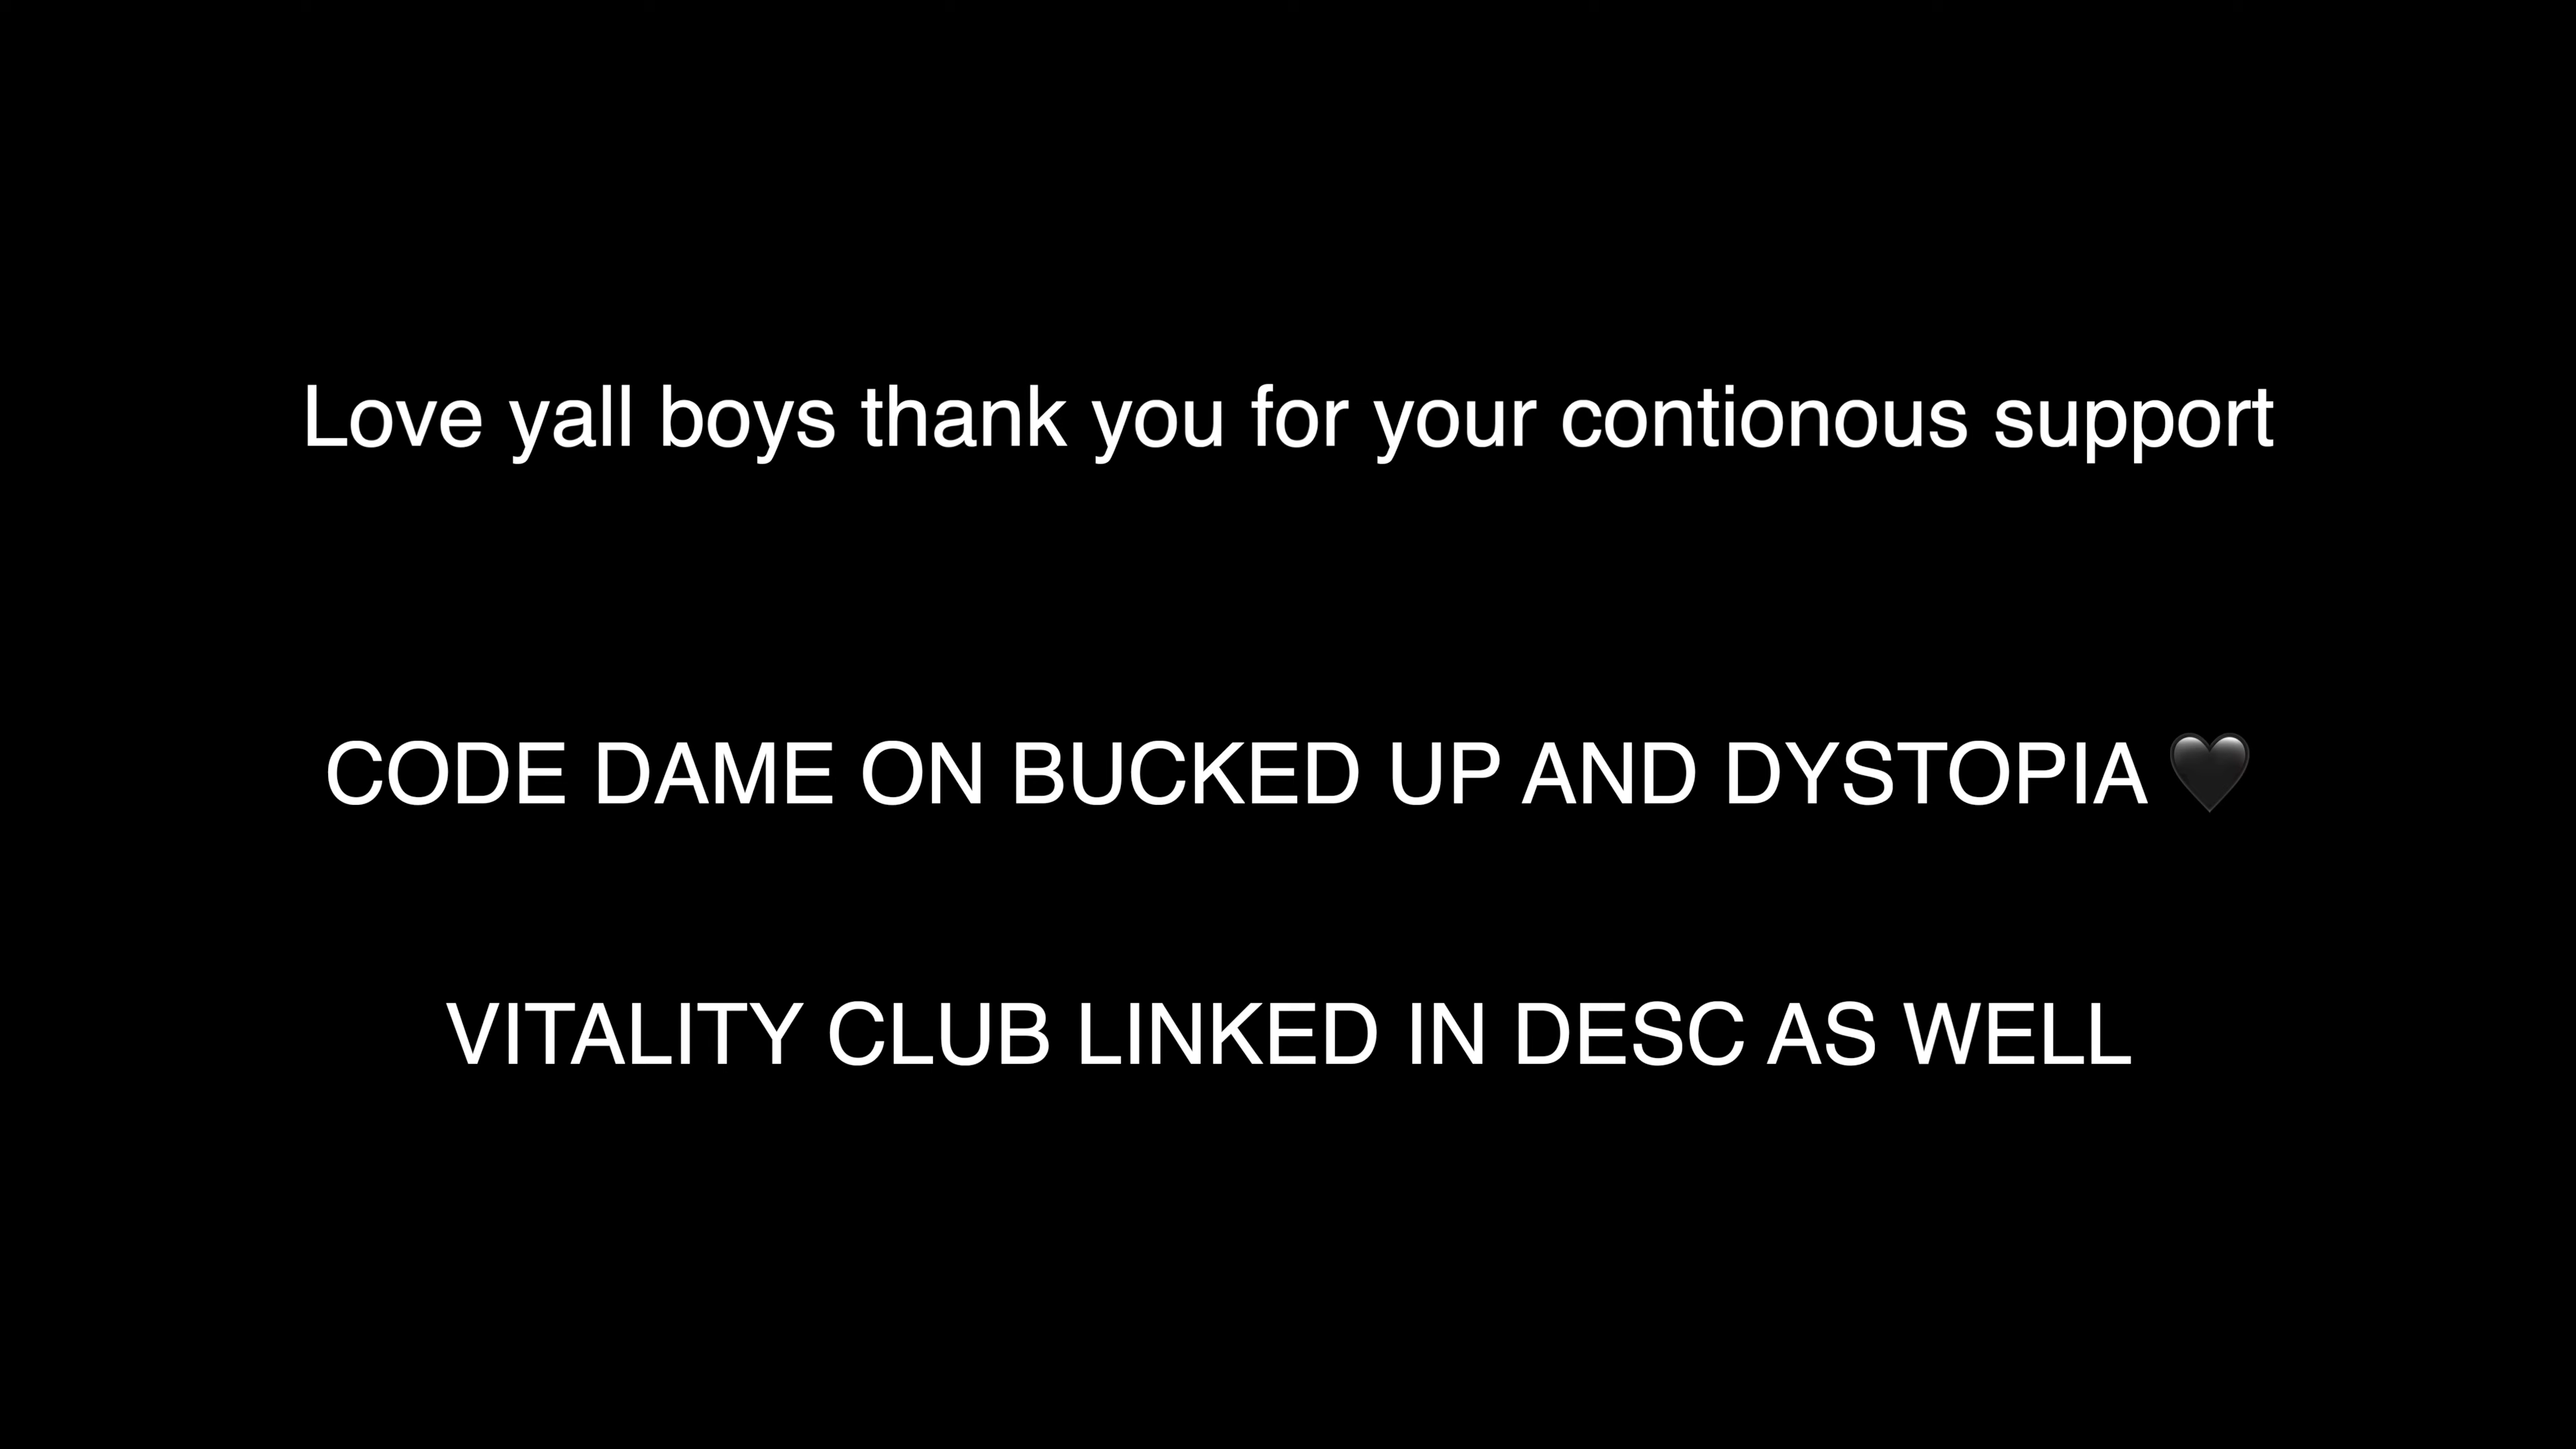 Love yall boys thank you for your contionous support
CODE DAME ON BUCKED UP AND DYSTOPIA 🖤
VITALITY CLUB LINKED IN DESC AS WELL